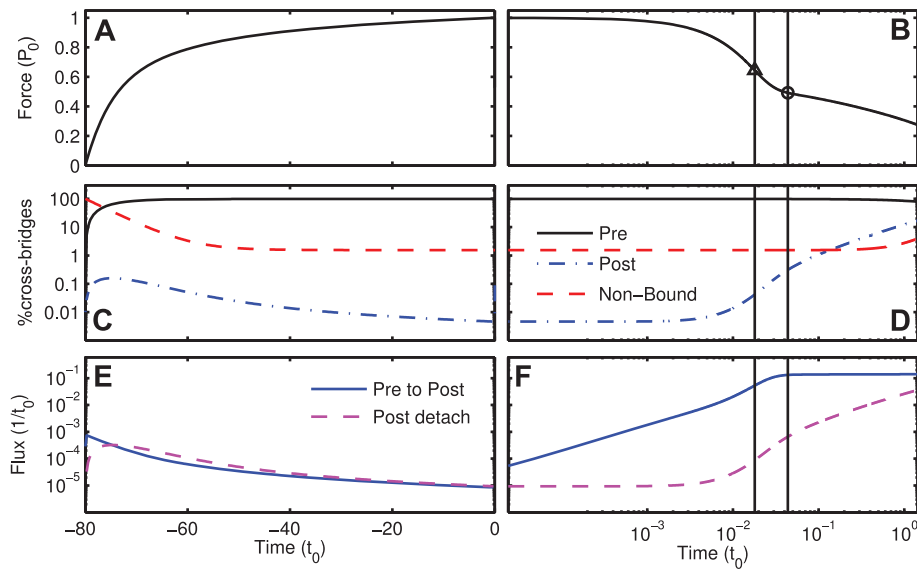 A
B
Force (P0)
1
0.8
0.6
0.4
0.2
0
C
D
%cross-bridges
100
10
1
0.1
0.01
Pre
Post
Non−Bound
E
F
Flux (1/t0)
10−1
10−2
10−3
10−4
10−5
Pre to Post
Post detach
−80
−60
−40
−20
0
Time (t0)
10−3
10−2
10−1
100
Time (t0)